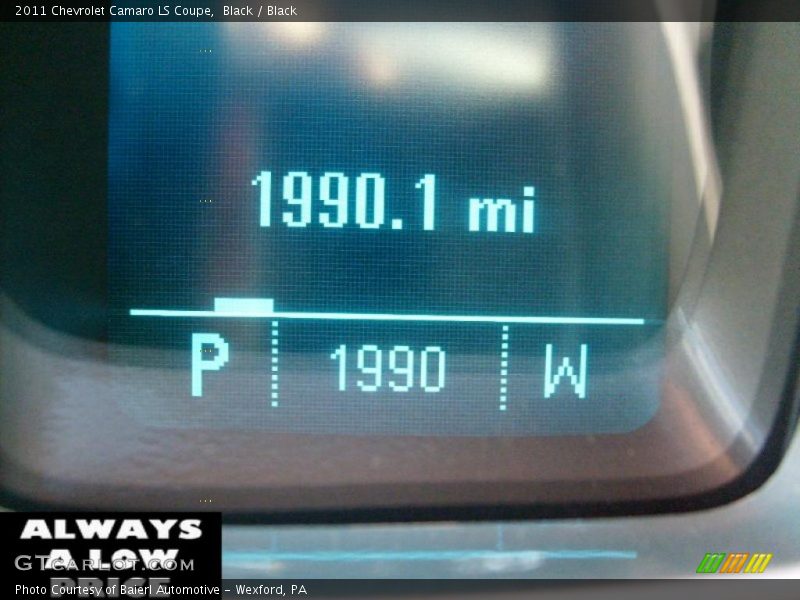 2011 Chevrolet Camaro LS Coupe,  Black / Black
1990.1 mi
P 1990 W
ALWAYS
A LOW
PRICE
GTCARLOT.COM
Photo Courtesy of Baierl Automotive - Wexford, PA